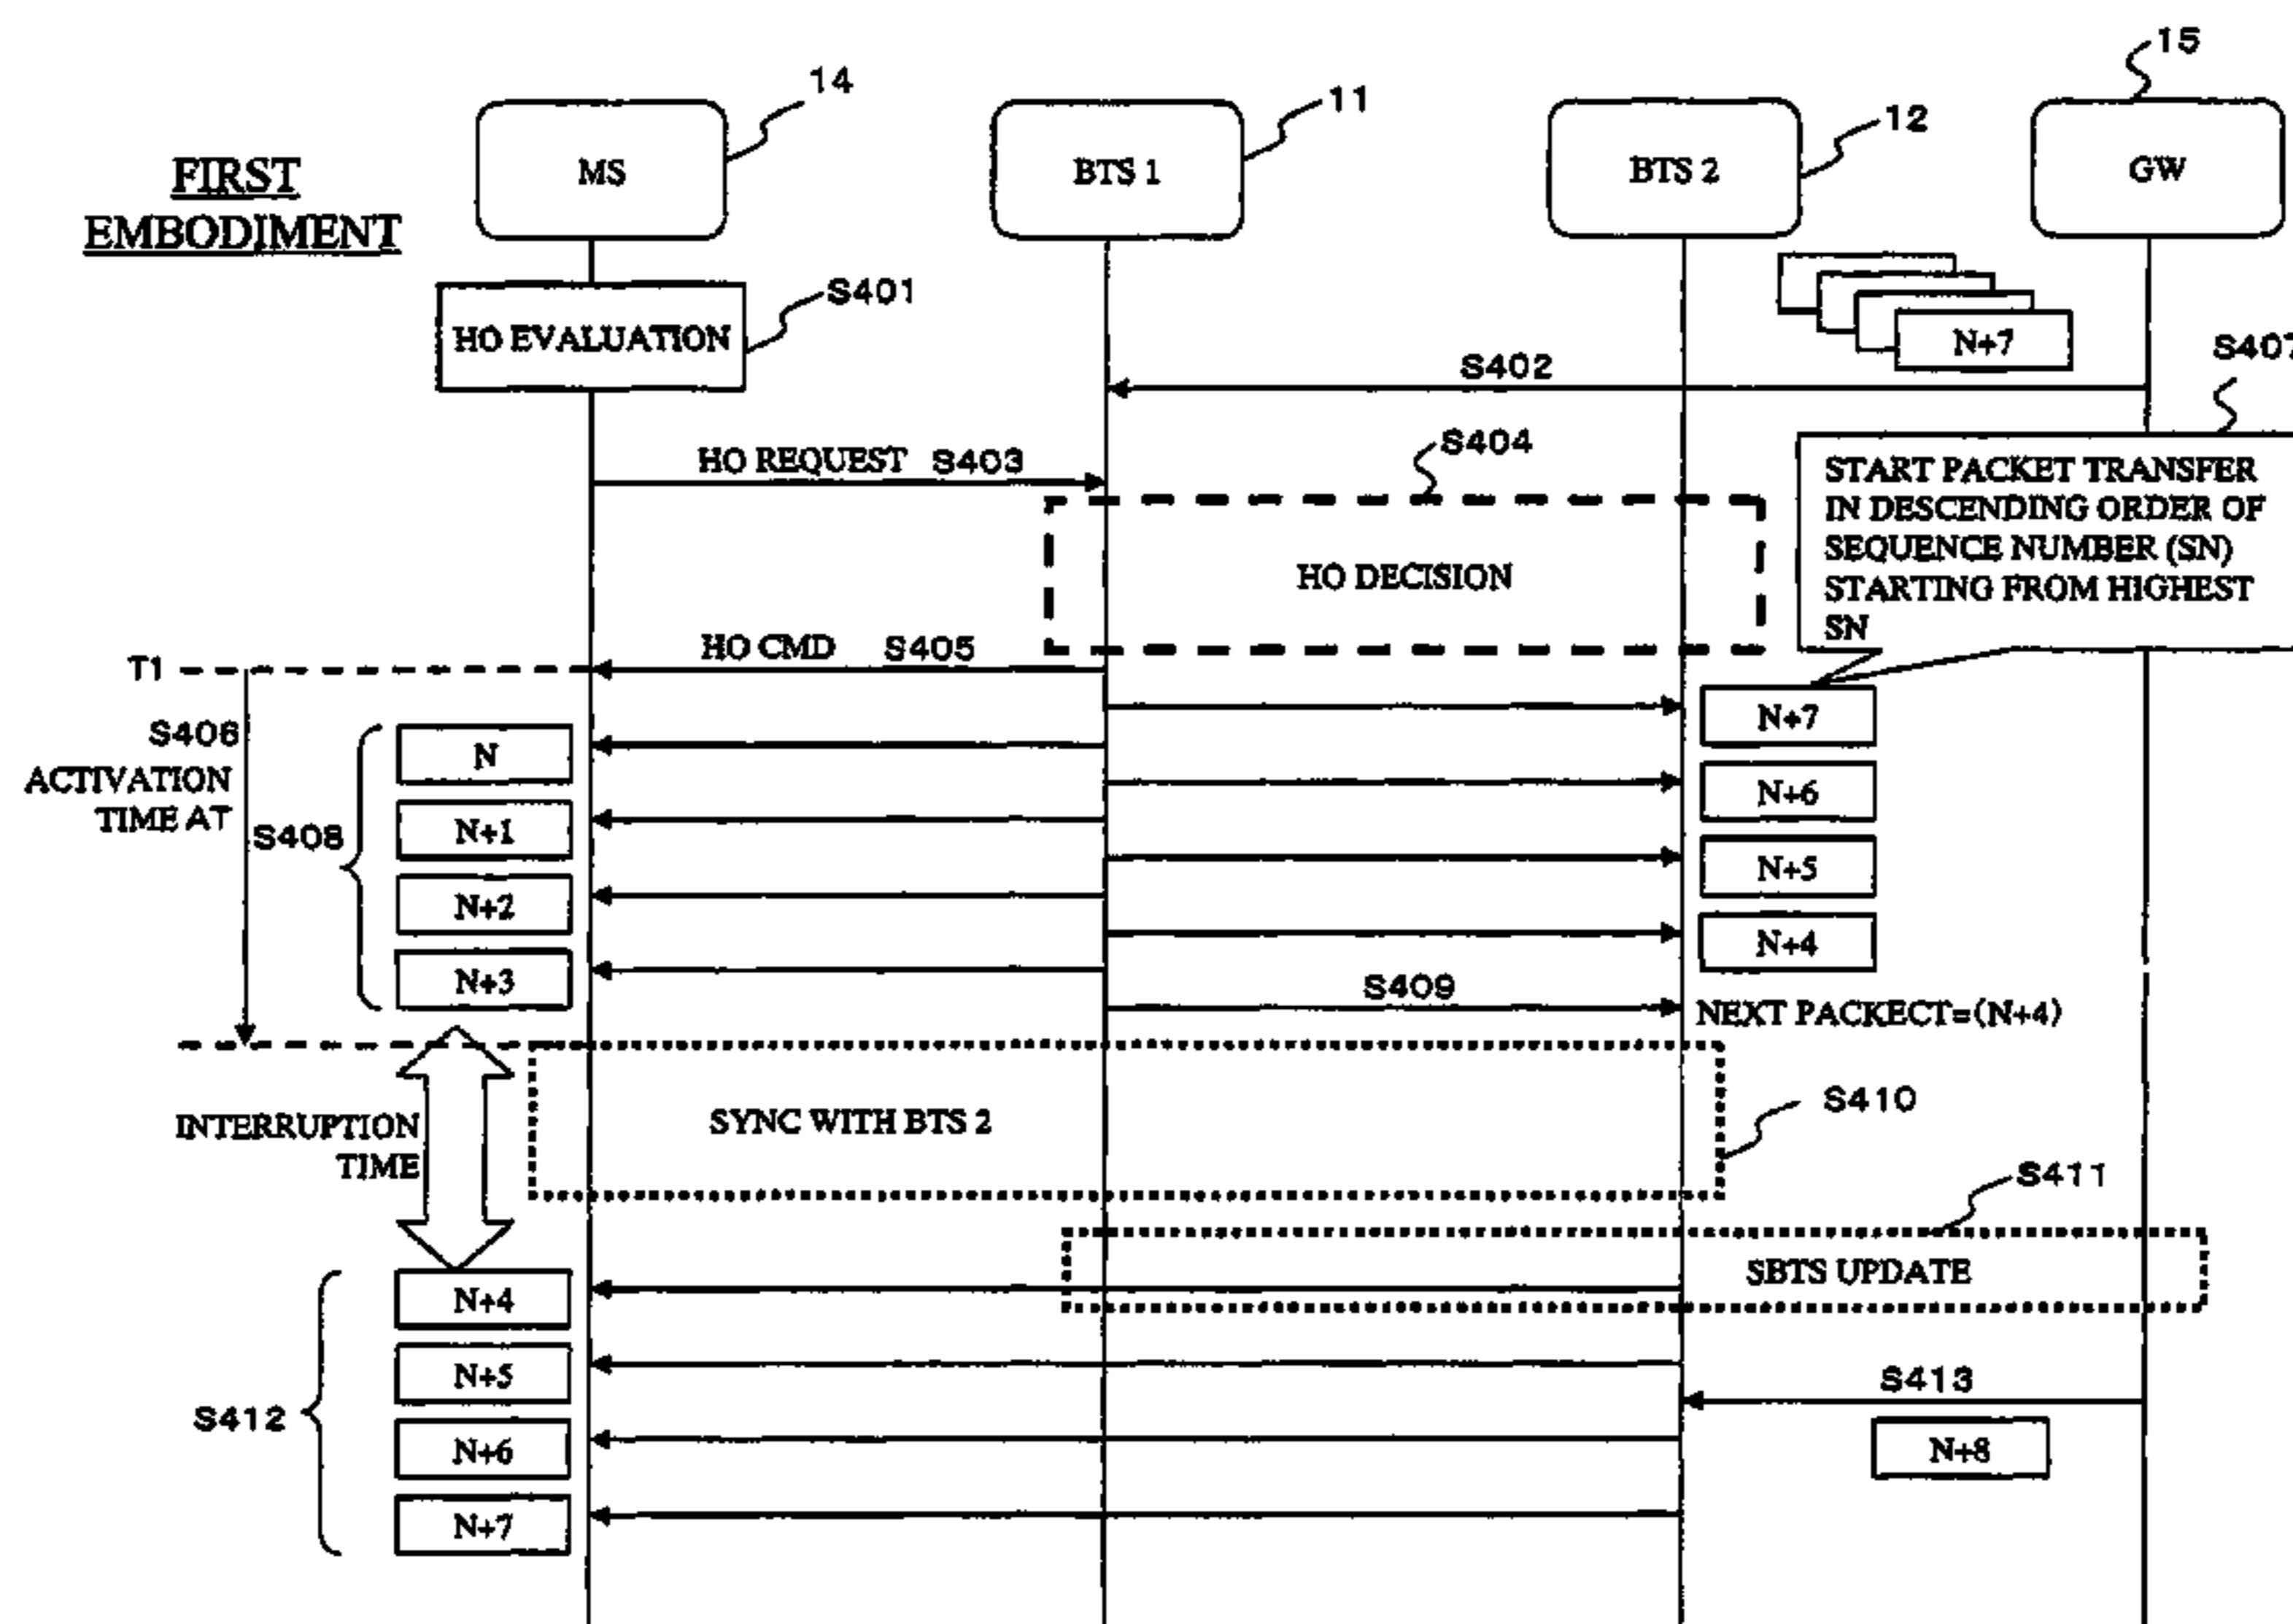 15
14
11
12
FIRST
EMBODIMENT
MS
BTS 1
BTS 2
GW
S401
HO EVALUATION
N+7
S407
S402
HO REQUEST S403
S404
START PACKET TRANSFER
IN DESCENDING ORDER OF
SEQUENCE NUMBER (SN)
STARTING FROM HIGHEST
SN
HO DECISION
HO CMD S405
T1
N+7
S406
ACTIVATION
TIME AT
N
N+6
S408
N+1
N+5
N+2
N+4
N+3
S409
NEXT PACKECT=(N+4)
INTERRUPTION
TIME
SYNC WITH BTS 2
S410
S411
SBTS UPDATE
N+4
N+5
S413
S412
N+6
N+8
N+7